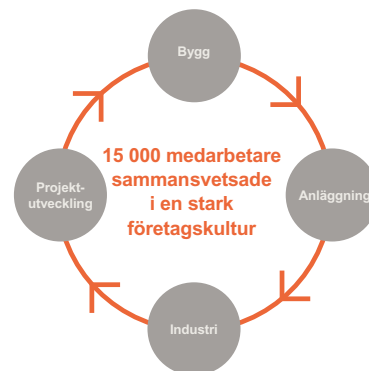 Bygg
15 000 medarbetare
sammansvetsade
i en stark
företagskultur
Projekt-
utveckling
Anläggning
Industri